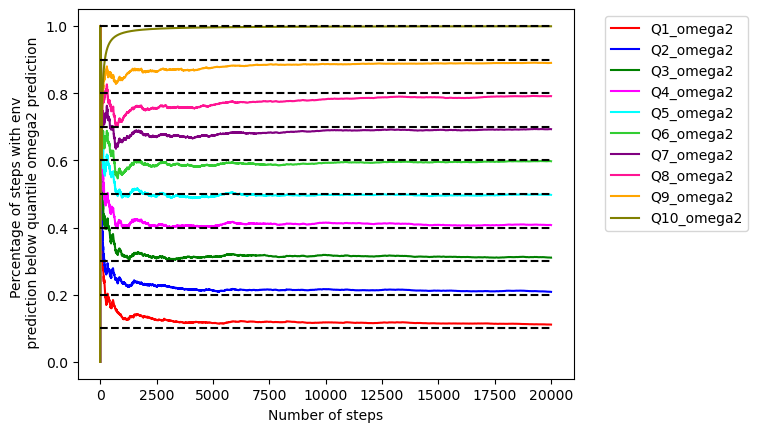 Percentage of steps with env
prediction below quantile omega2 prediction
1.0
0.8
0.6
0.4
0.2
0.0
0
2500
5000
7500
10000
12500
15000
17500
20000
Number of steps
Q1_omega2
Q2_omega2
Q3_omega2
Q4_omega2
Q5_omega2
Q6_omega2
Q7_omega2
Q8_omega2
Q9_omega2
Q10_omega2